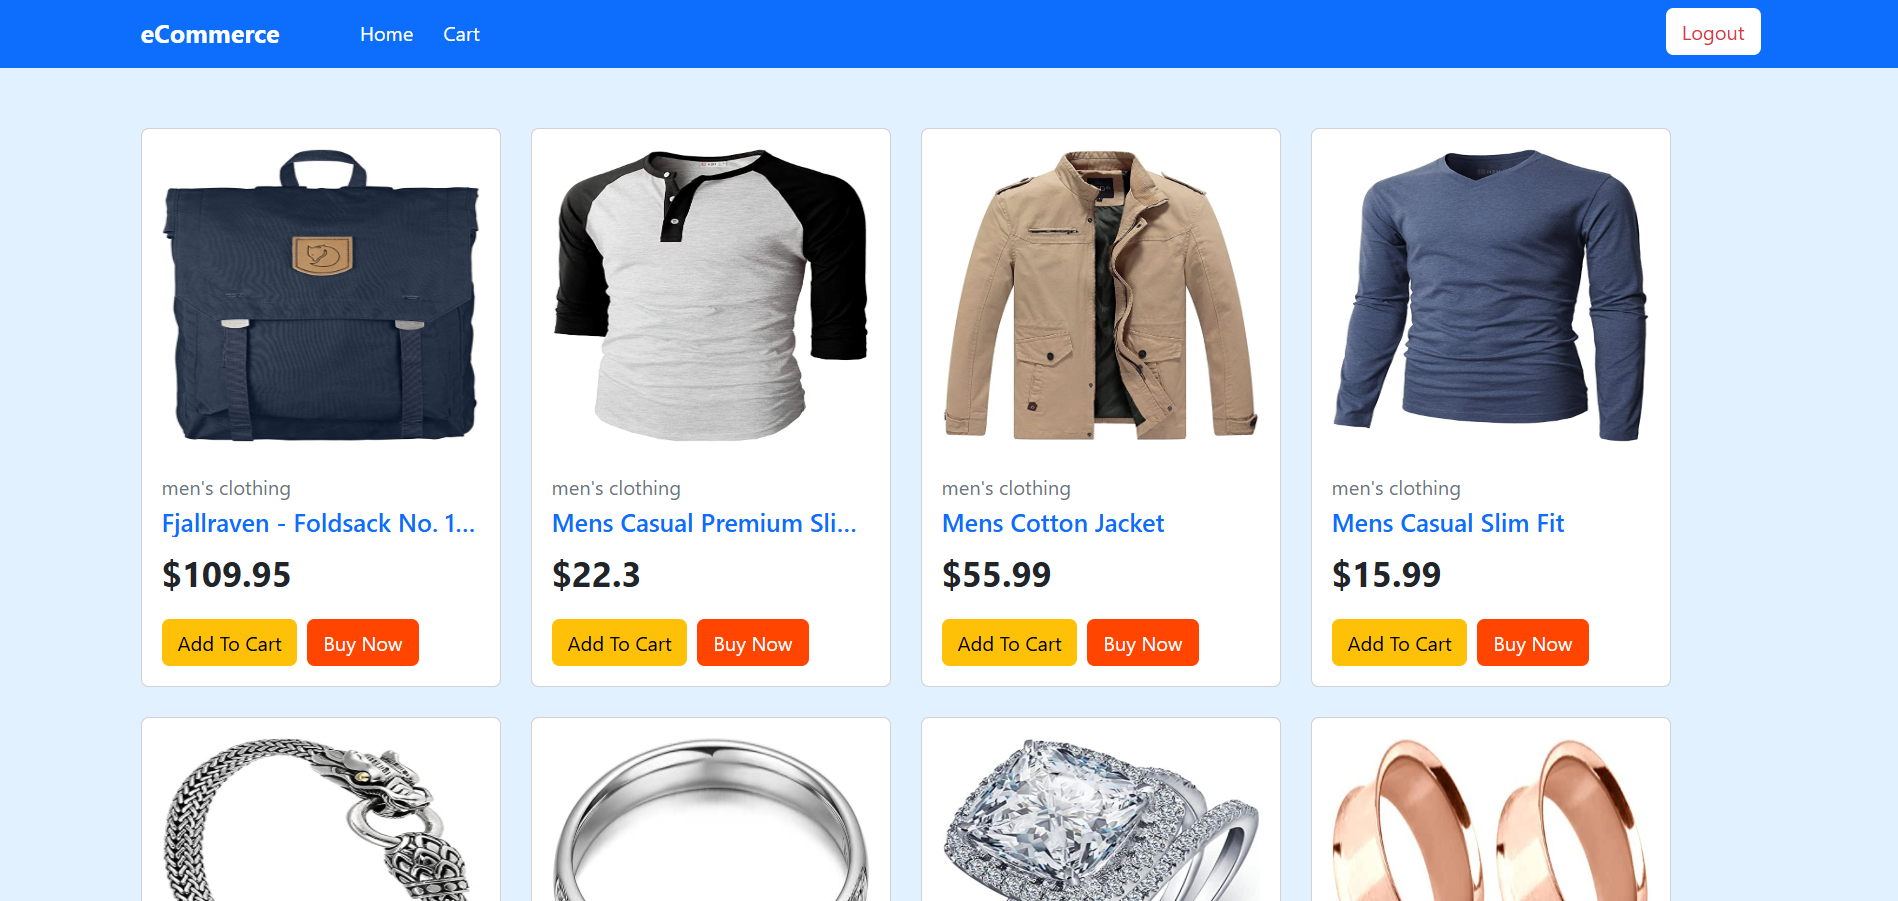 eCommerce
Home
Cart
Logout
men's clothing
Fjallraven - Foldsack No. 1...
$109.95
Add To Cart
Buy Now
men's clothing
Mens Casual Premium Sli...
$22.3
Add To Cart
Buy Now
men's clothing
Mens Cotton Jacket
$55.99
Add To Cart
Buy Now
men's clothing
Mens Casual Slim Fit
$15.99
Add To Cart
Buy Now